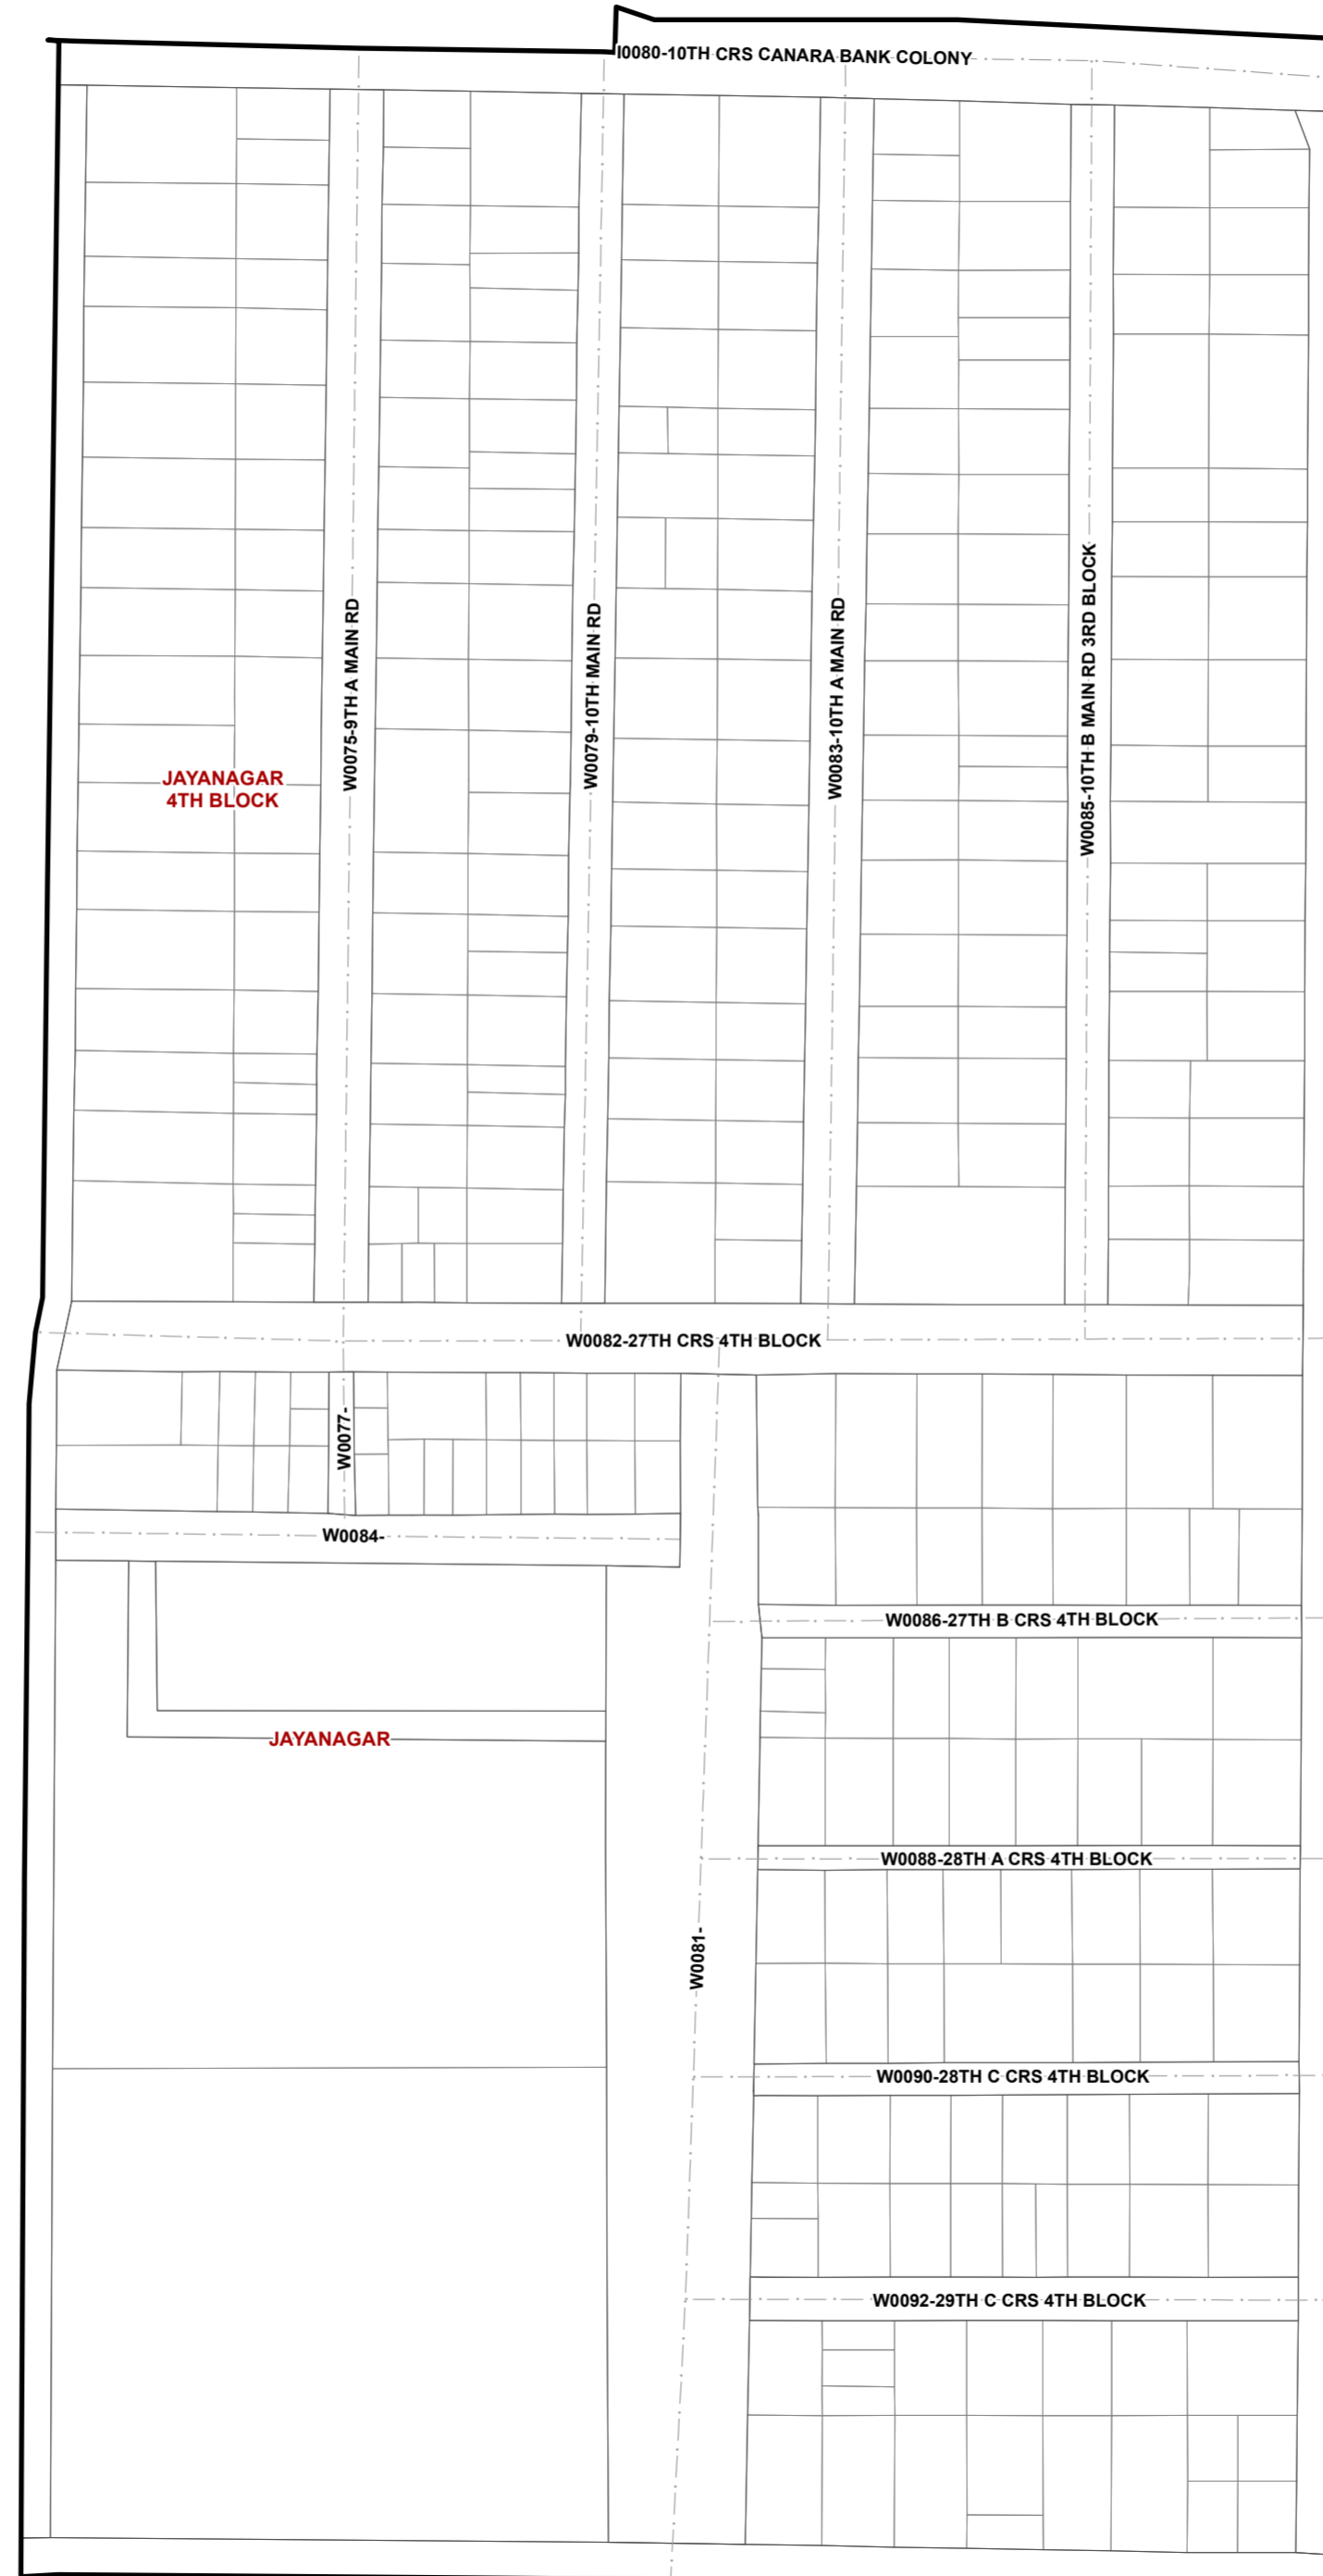 I0080-10TH CRS CANARA BANK COLONY
W0075-9TH A MAIN RD
W0079-10TH MAIN RD
W0083-10TH A MAIN RD
W0085-10TH B MAIN RD 3RD BLOCK
JAYANAGAR
4TH BLOCK
W0082-27TH CRS 4TH BLOCK
W0077-
W0084-
W0086-27TH B CRS 4TH BLOCK
JAYANAGAR
W0088-28TH A CRS 4TH BLOCK
W0081-
W0090-28TH C CRS 4TH BLOCK
W0092-29TH C CRS 4TH BLOCK